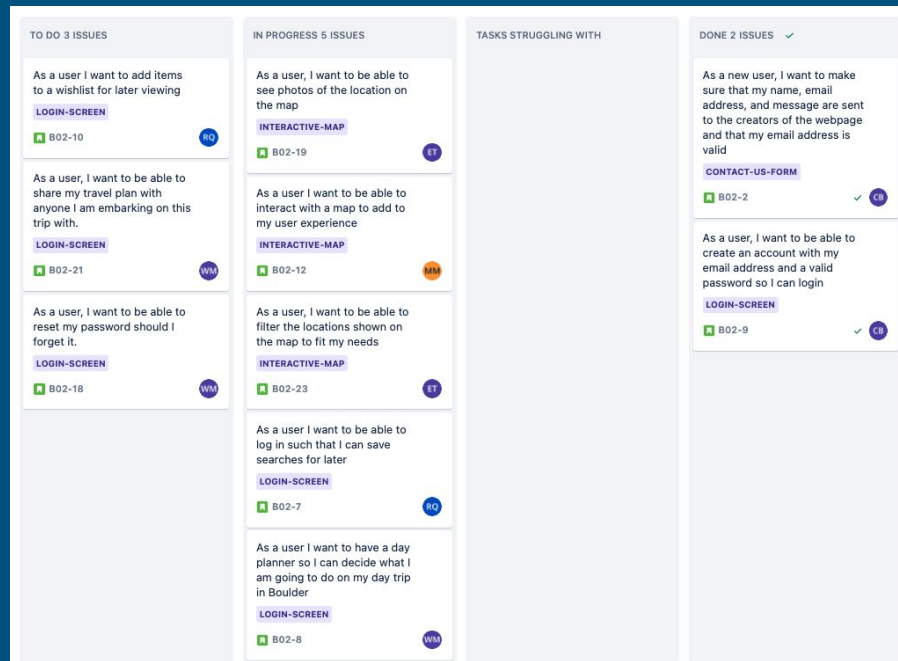 TO DO 3 ISSUES
As a user I want to add items
to a wishlist for later viewing
LOGIN-SCREEN
B02-10
RQ
As a user, I want to be able to
share my travel plan with
anyone I am embarking on this
trip with.
LOGIN-SCREEN
B02-21
WM
As a user, I want to be able to
reset my password should I
forget it.
LOGIN-SCREEN
B02-18
WM
IN PROGRESS 5 ISSUES
As a user, I want to be able to
see photos of the location on
the map
INTERACTIVE-MAP
B02-19
ET
As a user I want to be able to
interact with a map to add to
my user experience
INTERACTIVE-MAP
B02-12
MM
As a user, I want to be able to
filter the locations shown on
the map to fit my needs
INTERACTIVE-MAP
B02-23
ET
As a user I want to be able to
log in such that I can save
searches for later
LOGIN-SCREEN
B02-7
RQ
As a user I want to have a day
planner so I can decide what I
am going to do on my day trip
in Boulder
LOGIN-SCREEN
B02-8
WM
TASKS STRUGGLING WITH
DONE 2 ISSUES
As a new user, I want to make
sure that my name, email
address, and message are sent
to the creators of the webpage
and that my email address is
valid
CONTACT-US-FORM
B02-2
CB
As a user, I want to be able to
create an account with my
email address and a valid
password so I can login
LOGIN-SCREEN
B02-9
CB